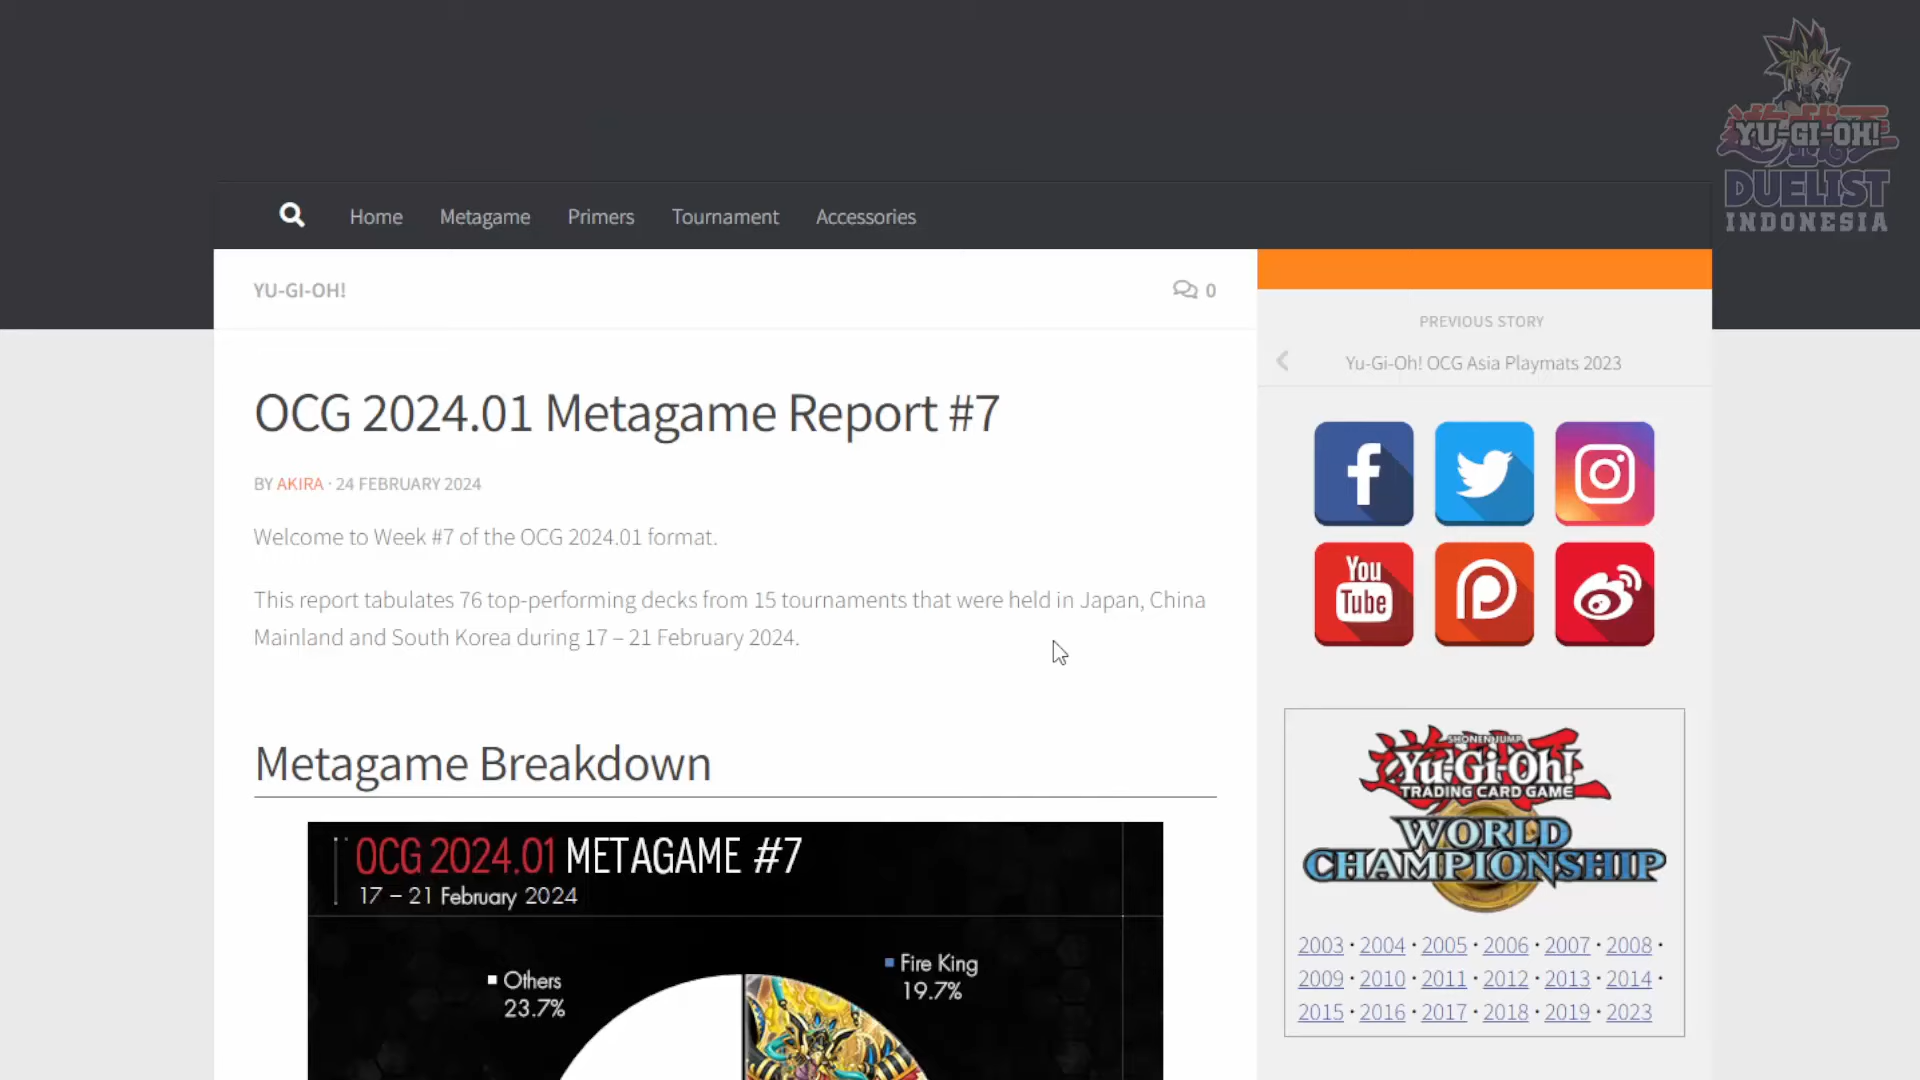 YU-GI-OH!
DUELIST
INDONESIA
Home Metagame Primers Tournament Accessories
YU-GI-OH!
0
OCG 2024.01 Metagame Report #7
BY AKIRA · 24 FEBRUARY 2024
Welcome to Week #7 of the OCG 2024.01 format.
This report tabulates 76 top-performing decks from 15 tournaments that were held in Japan, China
Mainland and South Korea during 17 – 21 February 2024.
Metagame Breakdown
OCG 2024.01 METAGAME #7
17 – 21 February 2024
Others
23.7%
Fire King
19.7%
PREVIOUS STORY
Yu-Gi-Oh! OCG Asia Playmats 2023
You
Tube
SHONEN JUMP
Yu-Gi-Oh!
TRADING CARD GAME
WORLD
CHAMPIONSHIP
2003 · 2004 · 2005 · 2006 · 2007 · 2008 ·
2009 · 2010 · 2011 · 2012 · 2013 · 2014 ·
2015 · 2016 · 2017 · 2018 · 2019 · 2023